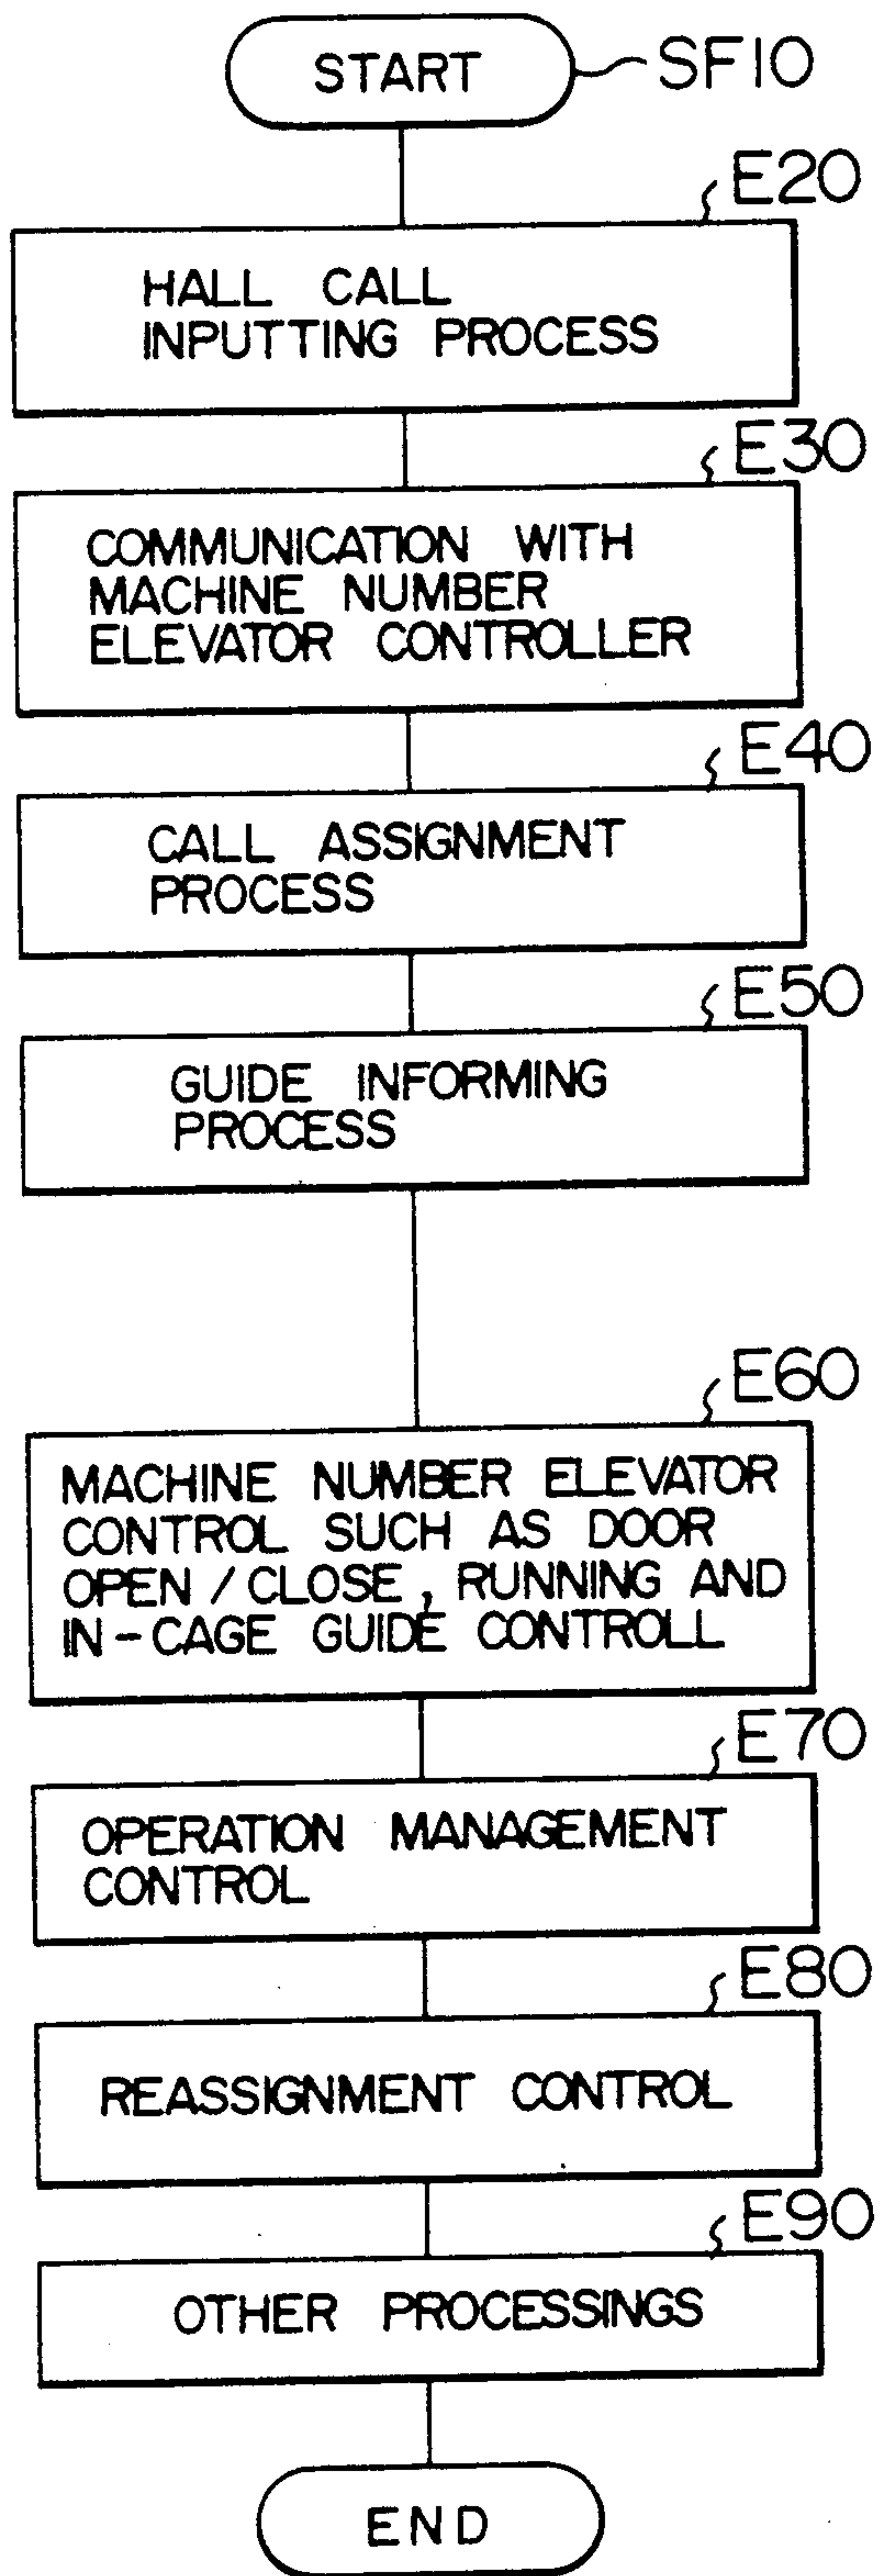 START
SF10
E20
HALL CALL
INPUTTING PROCESS
E30
COMMUNICATION WITH
MACHINE NUMBER
ELEVATOR CONTROLLER
E40
CALL ASSIGNMENT
PROCESS
E50
GUIDE INFORMING
PROCESS
E60
MACHINE NUMBER ELEVATOR
CONTROL SUCH AS DOOR
OPEN / CLOSE, RUNNING AND
IN-CAGE GUIDE CONTROLL
E70
OPERATION MANAGEMENT
CONTROL
E80
REASSIGNMENT CONTROL
E90
OTHER PROCESSINGS
END